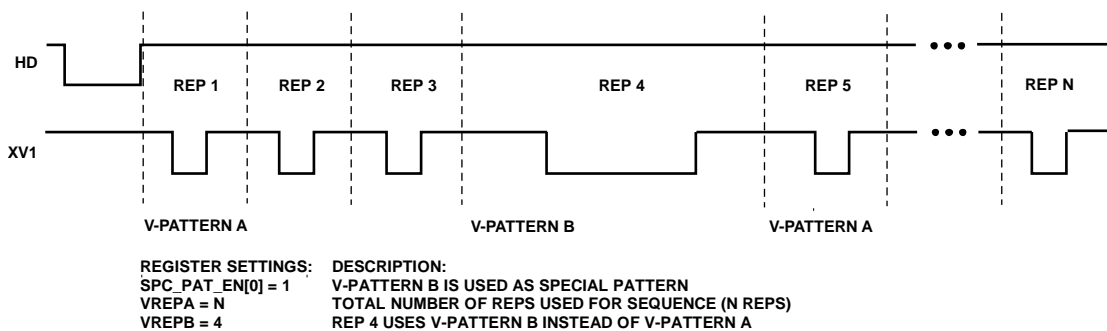 HD
REP 1 REP 2 REP 3 REP 4 REP 5 ••• REP N
XV1 •••
V-PATTERN A V-PATTERN B V-PATTERN A
REGISTER SETTINGS: DESCRIPTION:
SPC_PAT_EN[0] = 1 V-PATTERN B IS USED AS SPECIAL PATTERN
VREPA = N TOTAL NUMBER OF REPS USED FOR SEQUENCE (N REPS)
VREPB = 4 REP 4 USES V-PATTERN B INSTEAD OF V-PATTERN A